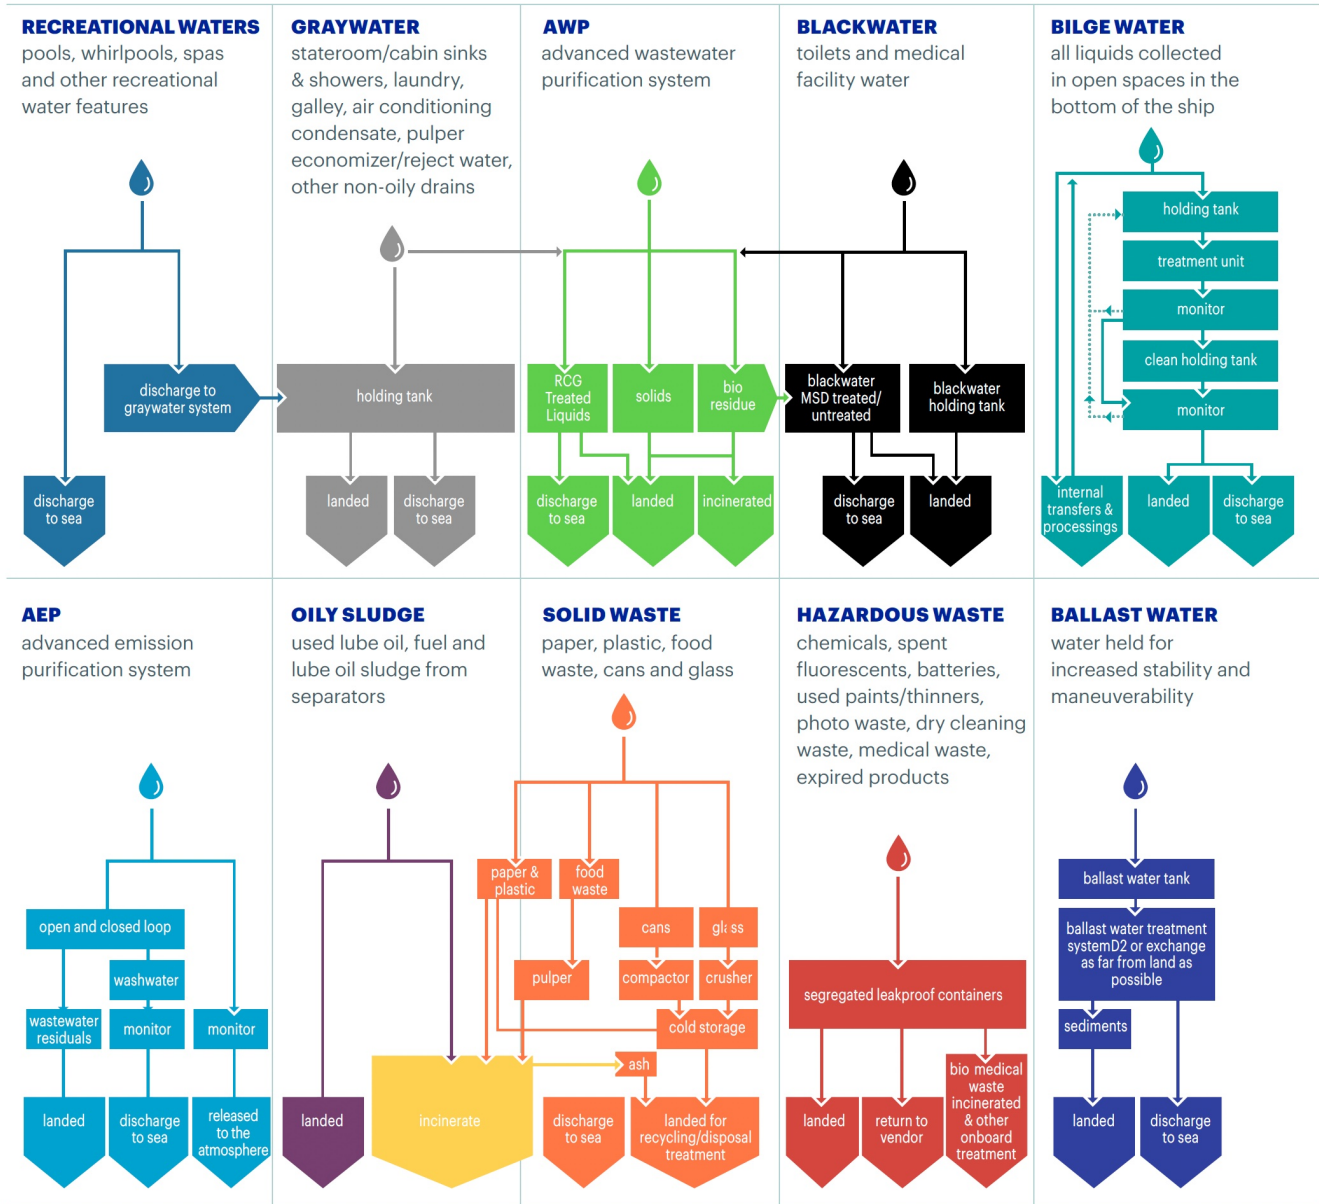 RECREATIONAL WATERS
pools, whirlpools, spas
and other recreational
water features
discharge to
graywater system
discharge
to sea
GRAYWATER
stateroom/cabin sinks
& showers, laundry,
galley, air conditioning
condensate, pulper
economizer/reject water,
other non-oily drains
holding tank
landed
discharge
to sea
AWP
advanced wastewater
purification system
RCG
Treated
Liquids
solids
bio
residue
discharge
to sea
landed
incinerated
BLACKWATER
toilets and medical
facility water
blackwater
MSD treated/
untreated
blackwater
holding tank
discharge
to sea
landed
BILGE WATER
all liquids collected
in open spaces in the
bottom of the ship
holding tank
treatment unit
monitor
clean holding tank
monitor
internal
transfers &
processings
landed
discharge
to sea
AEP
advanced emission
purification system
open and closed loop
washwater
wastewater
residuals
monitor
monitor
landed
discharge
to sea
released
to the
atmosphere
OILY SLUDGE
used lube oil, fuel and
lube oil sludge from
separators
landed
incinerate
SOLID WASTE
paper, plastic, food
waste, cans and glass
paper &
plastic
food
waste
cans
glass
pulper
compactor
crusher
cold storage
ash
discharge
to sea
landed for
recycling/disposal
treatment
HAZARDOUS WASTE
chemicals, spent
fluorescents, batteries,
used paints/thinners,
photo waste, dry cleaning
waste, medical waste,
expired products
segregated leakproof containers
landed
return to
vendor
bio medical
waste
incinerated
& other
onboard
treatment
BALLAST WATER
water held for
increased stability and
maneuverability
ballast water tank
ballast water treatment
systemD2 or exchange
as far from land as
possible
sediments
landed
discharge
to sea